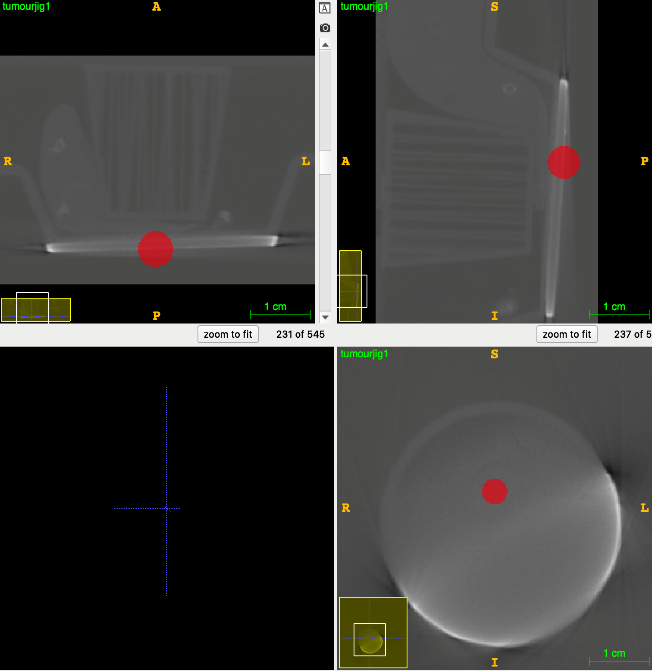 tumourjig1
A
A
R
L
P
1 cm
zoom to fit
231 of 545
tumourjig1
S
A
P
I
1 cm
zoom to fit
237 of 5
tumourjig1
S
R
L
I
1 cm